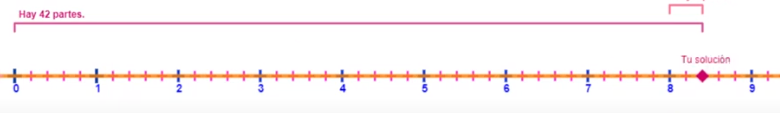 Hay 42 partes.
Tu solución
0 1 2 3 4 5 6 7 8 9